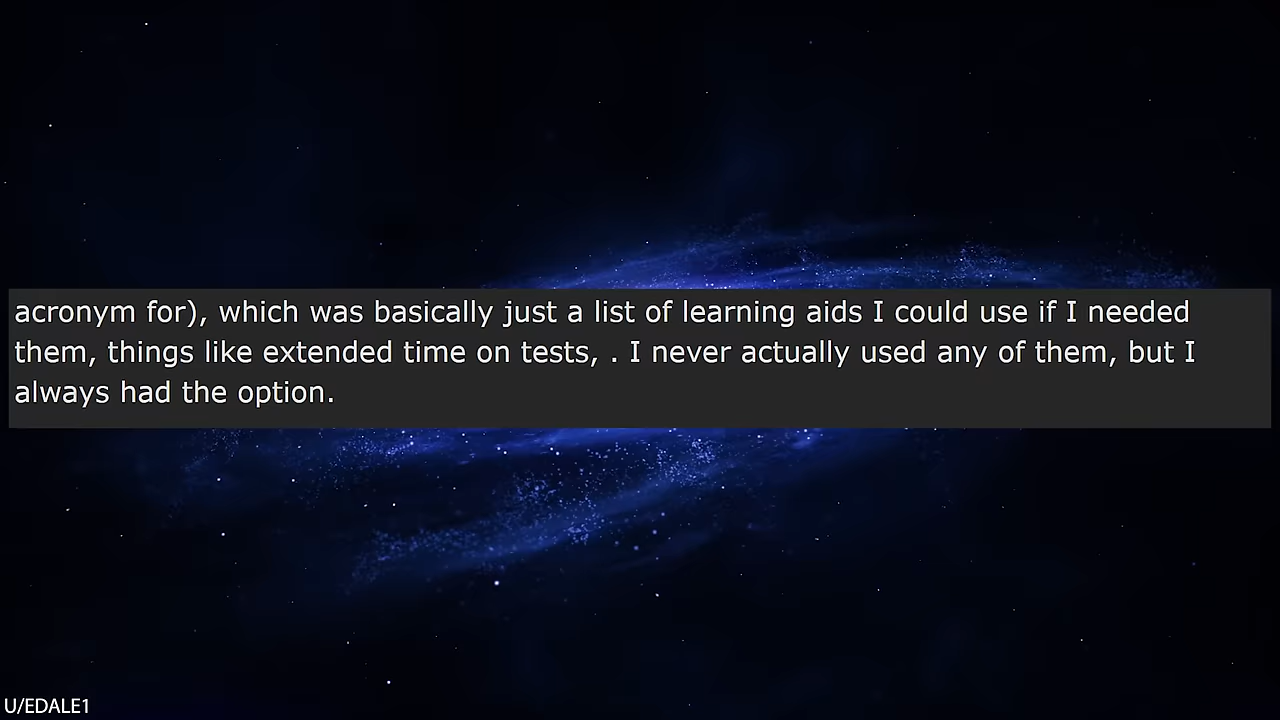 acronym for), which was basically just a list of learning aids I could use if I needed
them, things like extended time on tests, . I never actually used any of them, but I
always had the option.
U/EDALE1